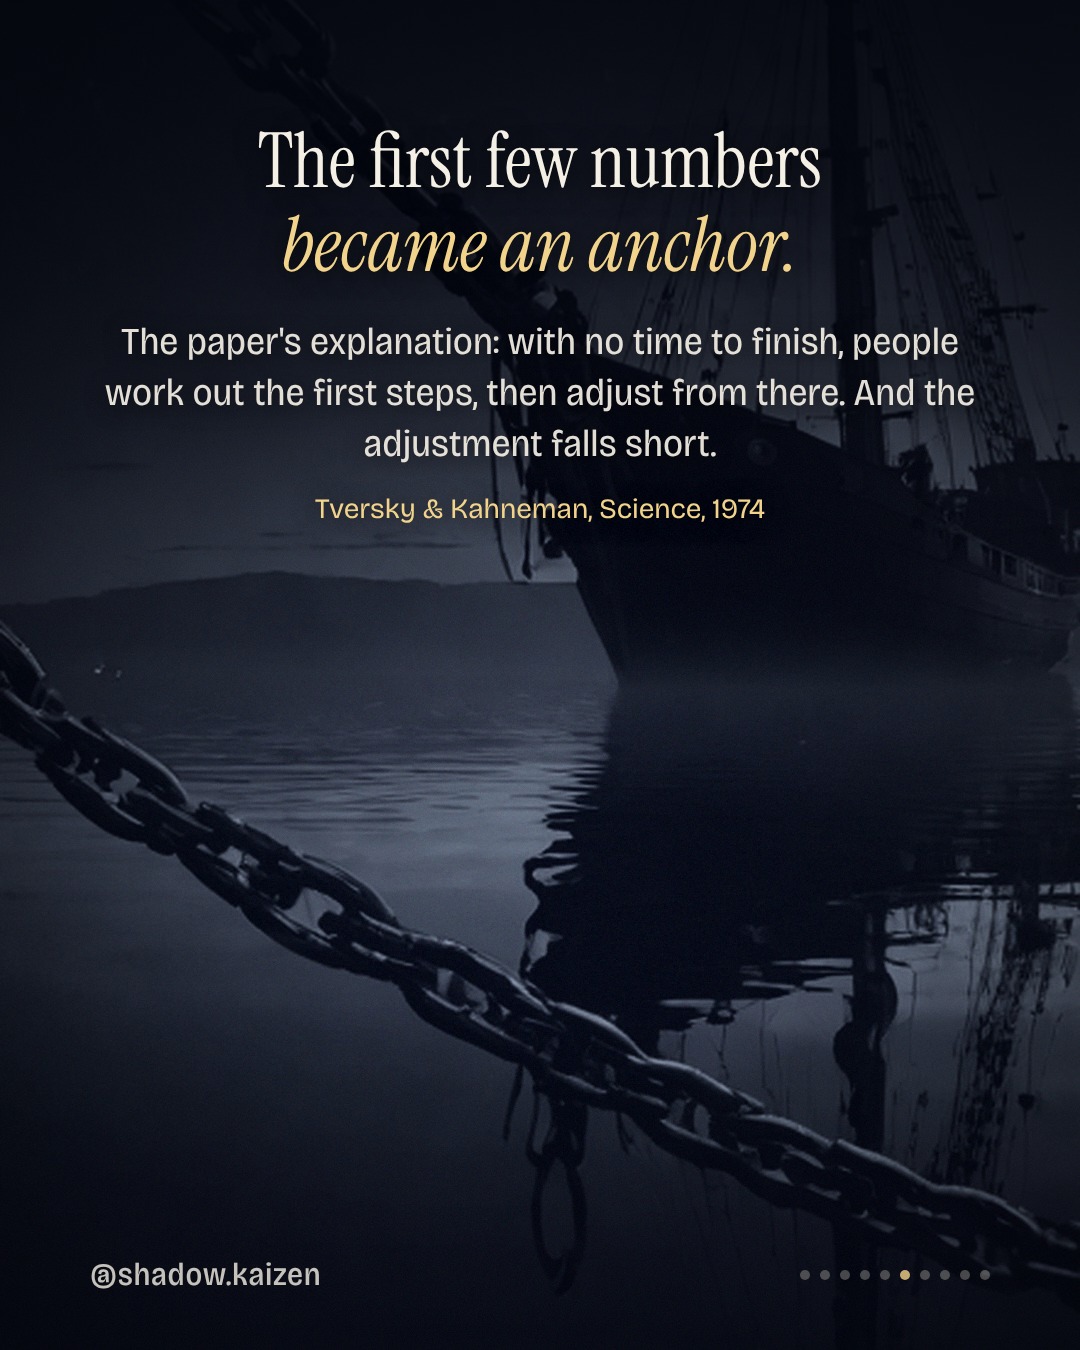 The first few numbers
became an anchor.
The paper's explanation: with no time to finish, people
work out the first steps, then adjust from there. And the
adjustment falls short.
Tversky & Kahneman, Science, 1974
@shadow.kaizen